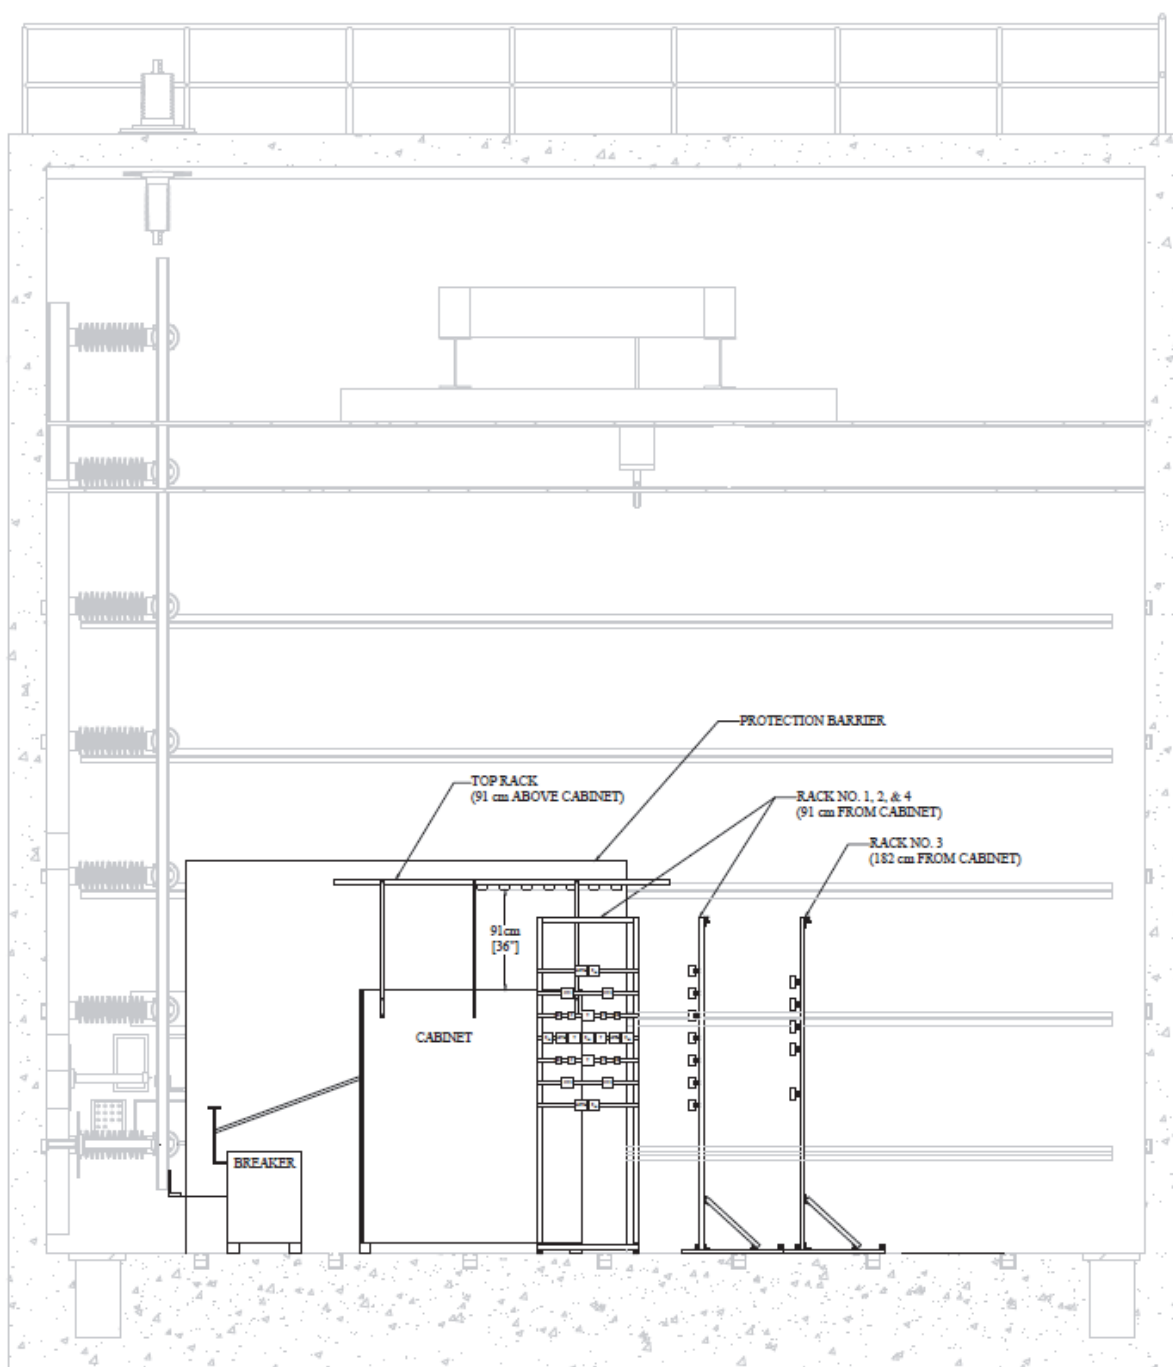 PROTECTION BARRIER
TOP RACK
(91 cm ABOVE CABINET)
RACK NO. 1, 2, & 4
(91 cm FROM CABINET)
RACK NO. 3
(182 cm FROM CABINET)
91cm
[36"]
CABINET
BREAKER